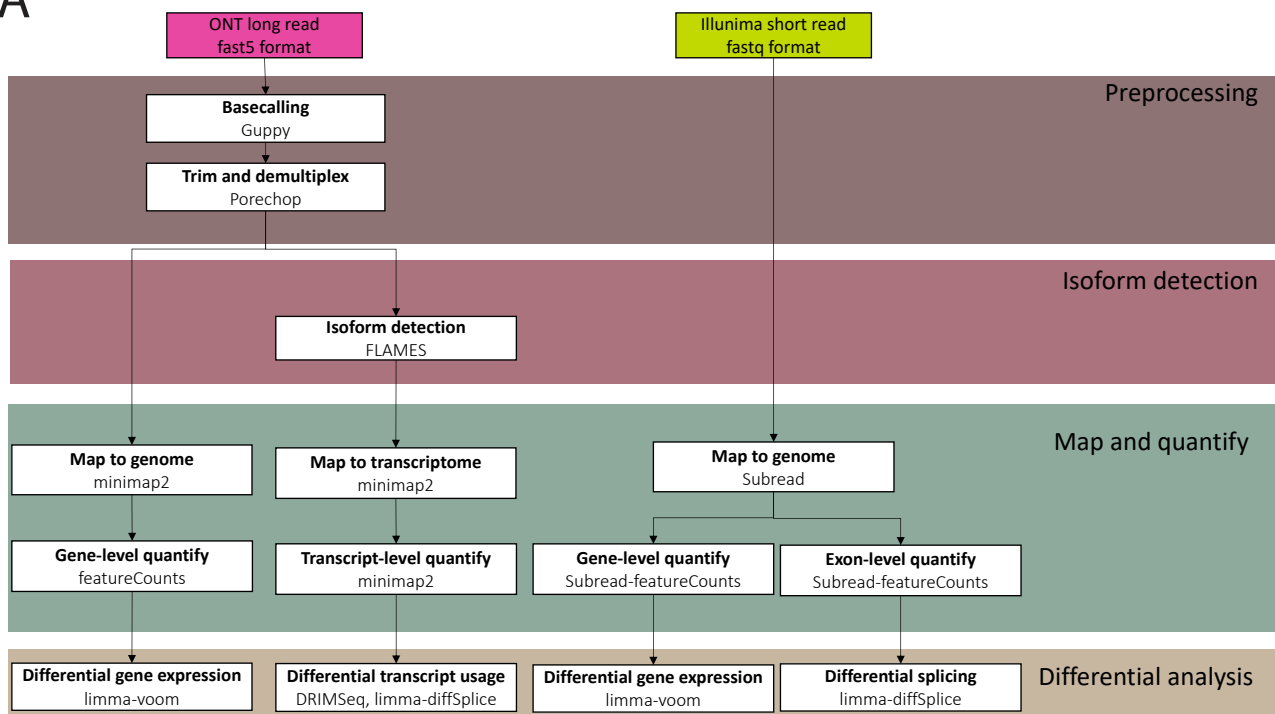 A
ONT long read
fast5 format
Illunima short read
fastq format
Preprocessing
Basecalling
Guppy
Trim and demultiplex
Porechop
Isoform detection
Isoform detection
FLAMES
Map and quantify
Map to genome
minimap2
Map to transcriptome
minimap2
Map to genome
Subread
Gene-level quantify
featureCounts
Transcript-level quantify
minimap2
Gene-level quantify
Subread-featureCounts
Exon-level quantify
Subread-featureCounts
Differential analysis
Differential gene expression
limma-voom
Differential transcript usage
DRIMSeq, limma-diffSplice
Differential gene expression
limma-voom
Differential splicing
limma-diffSplice